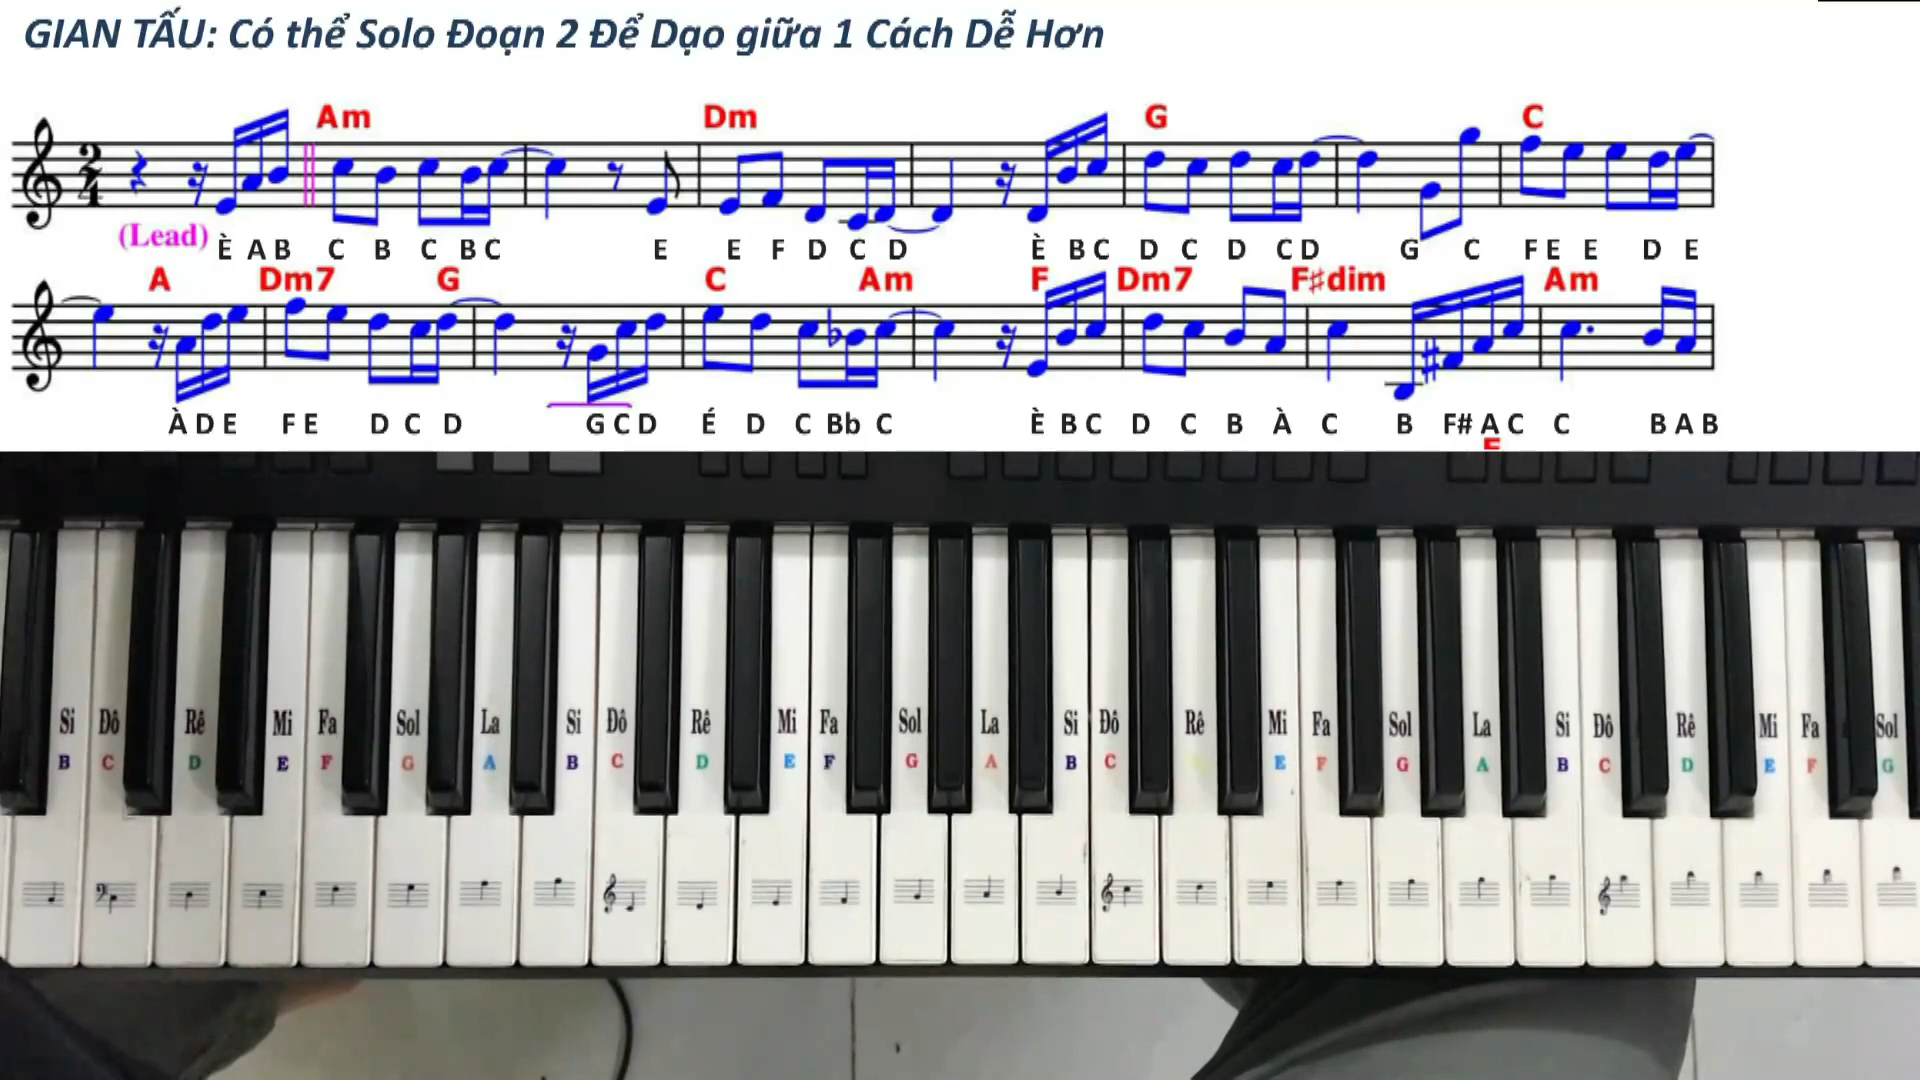 GIAN TẤU: Có thể Solo Đoạn 2 Để Dạo giữa 1 Cách Dễ Hơn
Am Dm G C
2
4
(Lead) È A B C B C B C E E F D C D È B C D C D C D G C F E E D E
A Dm7 G C Am F Dm7 F♯dim Am
À D E F E D C D G C D É D C Bb C È B C D C B À C B F# A C C B A B
Si Đô Rê Mi Fa Sol La Si Đô Rê Mi Fa Sol La Si Đô Rê Mi Fa Sol La Si Đô Rê Mi Fa Sol
B C D E F G A B C D E F G A B C E F G A B C D E F G